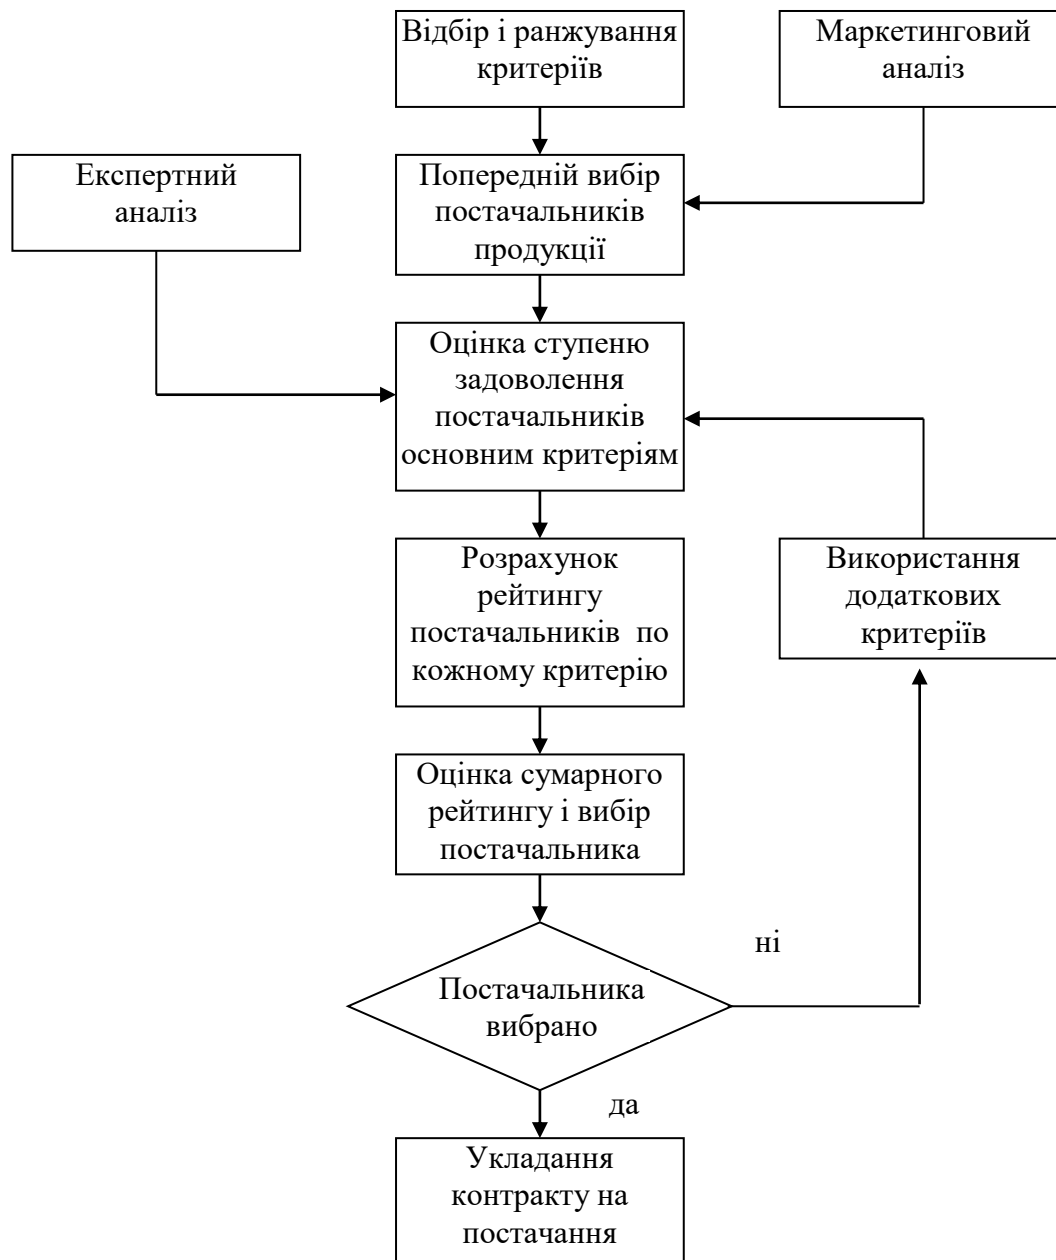 Відбір і ранжування
критеріїв
Маркетинговий
аналіз
Експертний
аналіз
Попередній вибір
постачальників
продукції
Оцінка ступеню
задоволення
постачальників
основним критеріям
Розрахунок
рейтингу
постачальників по
кожному критерію
Використання
додаткових
критеріїв
Оцінка сумарного
рейтингу і вибір
постачальника
ні
Постачальника
вибрано
да
Укладання
контракту на
постачання